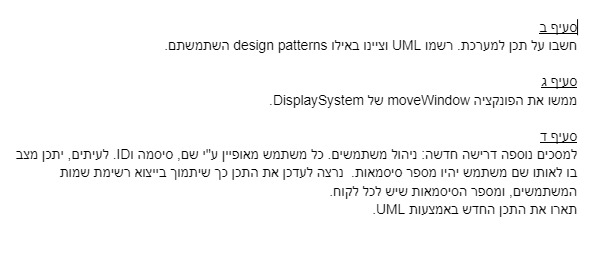 סעיף ב
חשבו על תכן למערכת. רשמו UML וציינו באילו design patterns השתמשתם.
סעיף ג
ממשו את הפונקציה moveWindow של DisplaySystem.
סעיף ד
למסכים נוספה דרישה חדשה: ניהול משתמשים. כל משתמש מאופיין ע"י שם, סיסמה וID. לעיתים, יתכן מצב
בו לאותו שם משתמש יהיו מספר סיסמאות. נרצה לעדכן את התכן כך שיתמוך בייצוא רשימת שמות
המשתמשים, ומספר הסיסמאות שיש לכל לקוח.
תארו את התכן החדש באמצעות UML.